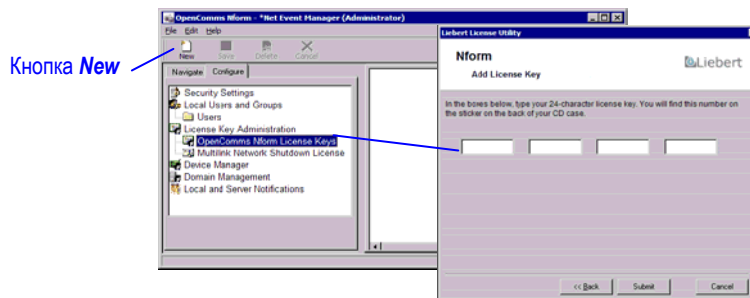 OpenComms Nform - *Net Event Manager (Administrator)
File Edit Help
New Save Delete Cancel
Кнопка New
Navigate Configure
Security Settings
Local Users and Groups
Users
License Key Administration
OpenComms Nform License Keys
Multilink Network Shutdown License
Device Manager
Domain Management
Local and Server Notifications
Liebert License Utility
Nform
Add License Key
Liebert
In the boxes below, type your 24-character license key. You will find this number on
the sticker on the back of your CD case.
<< Back Submit Cancel